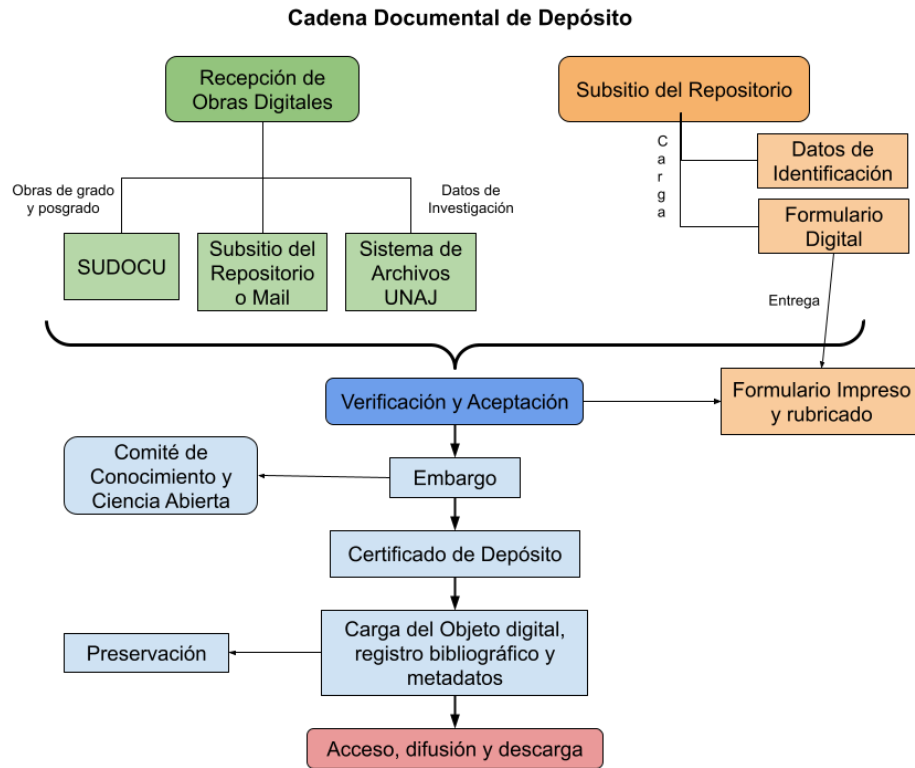 Cadena Documental de Depósito
Recepción de
Obras Digitales
Subsitio del Repositorio
Carga
Datos de
Identificación
Formulario
Digital
Obras de grado
y posgrado
Datos de
Investigación
SUDOCU
Subsitio del
Repositorio
o Mail
Sistema de
Archivos
UNAJ
Entrega
Verificación y Aceptación
Formulario Impreso
y rubricado
Comité de
Conocimiento y
Ciencia Abierta
Embargo
Certificado de Depósito
Carga del Objeto digital,
registro bibliográfico y
metadatos
Preservación
Acceso, difusión y descarga